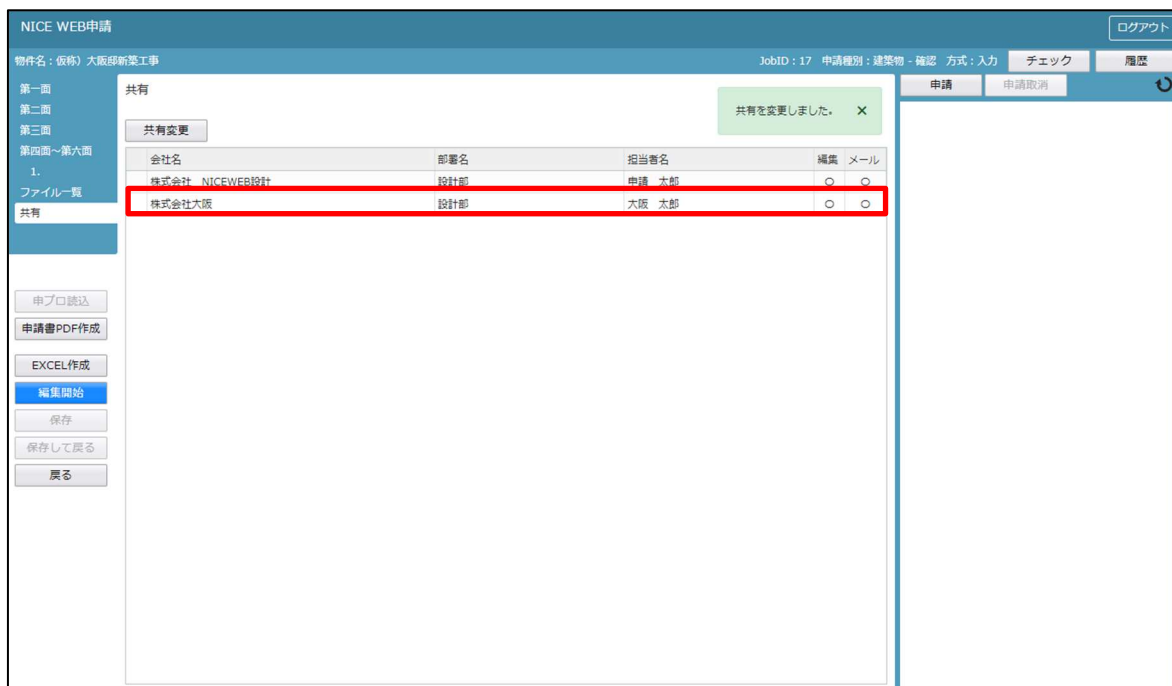 NICE WEB申請
ログアウト
物件名：仮称）大阪邸新築工事
JobID：17 申請種別：建築物 - 確認 方式：入力
チェック
履歴
第一面
第二面
第三面
第四面～第六面
1.
ファイル一覧
共有
申プロ読込
申請書PDF作成
EXCEL作成
編集開始
保存
保存して戻る
戻る
共有
共有を変更しました。 ×
共有変更
会社名 部署名 担当者名 編集 メール
株式会社 NICEWEB設計 設計部 申請 太郎 ○ ○
株式会社大阪 設計部 大阪 太郎 ○ ○
申請
申請取消